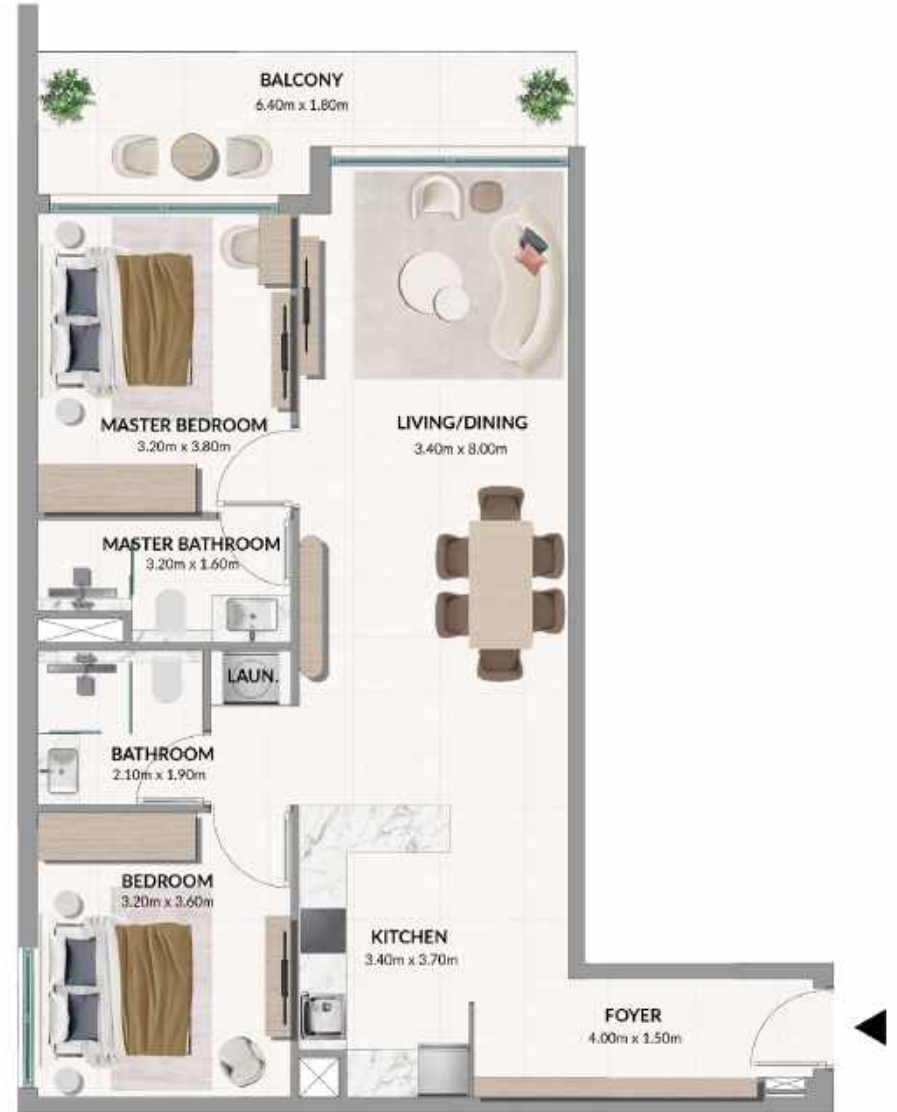 BALCONY
6.40m x 1.80m
MASTER BEDROOM
3.20m x 3.80m
LIVING/DINING
3.40m x 8.00m
MASTER BATHROOM
3.20m x 1.60m
LAUN.
BATHROOM
2.10m x 1.90m
BEDROOM
3.20m x 3.60m
KITCHEN
3.40m x 3.70m
FOYER
4.00m x 1.50m